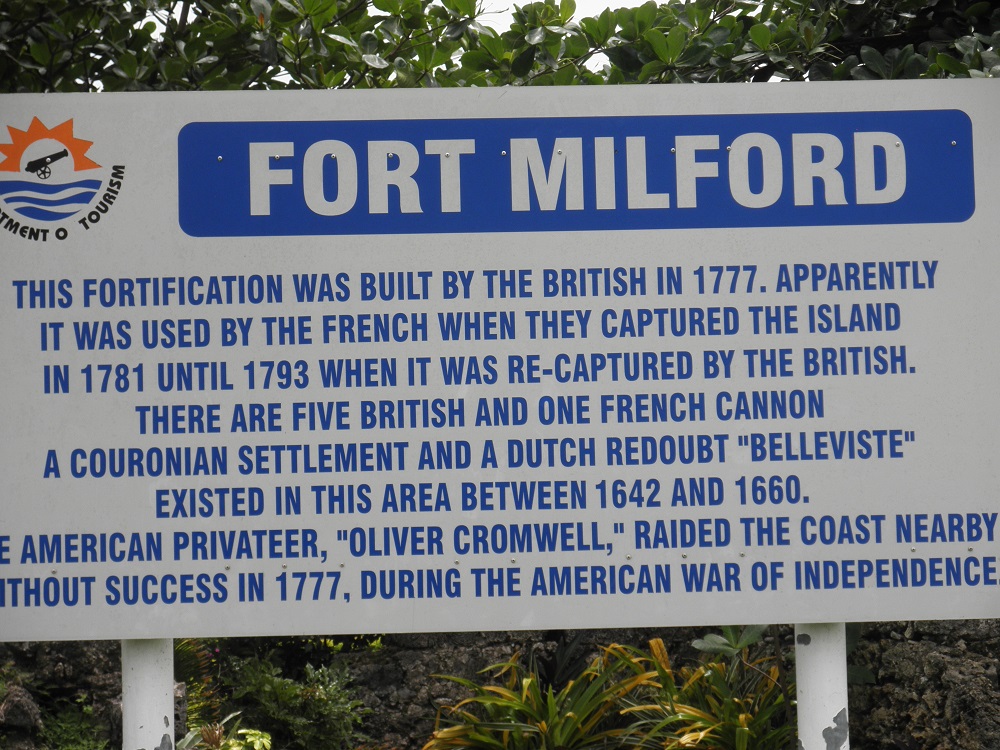 FORT MILFORD
TMENT O TOURISM
THIS FORTIFICATION WAS BUILT BY THE BRITISH IN 1777. APPARENTLY
IT WAS USED BY THE FRENCH WHEN THEY CAPTURED THE ISLAND
IN 1781 UNTIL 1793 WHEN IT WAS RE-CAPTURED BY THE BRITISH.
THERE ARE FIVE BRITISH AND ONE FRENCH CANNON
A COURONIAN SETTLEMENT AND A DUTCH REDOUBT "BELLEVISTE"
EXISTED IN THIS AREA BETWEEN 1642 AND 1660.
E AMERICAN PRIVATEER, "OLIVER CROMWELL," RAIDED THE COAST NEARBY
ITHOUT SUCCESS IN 1777, DURING THE AMERICAN WAR OF INDEPENDENCE.